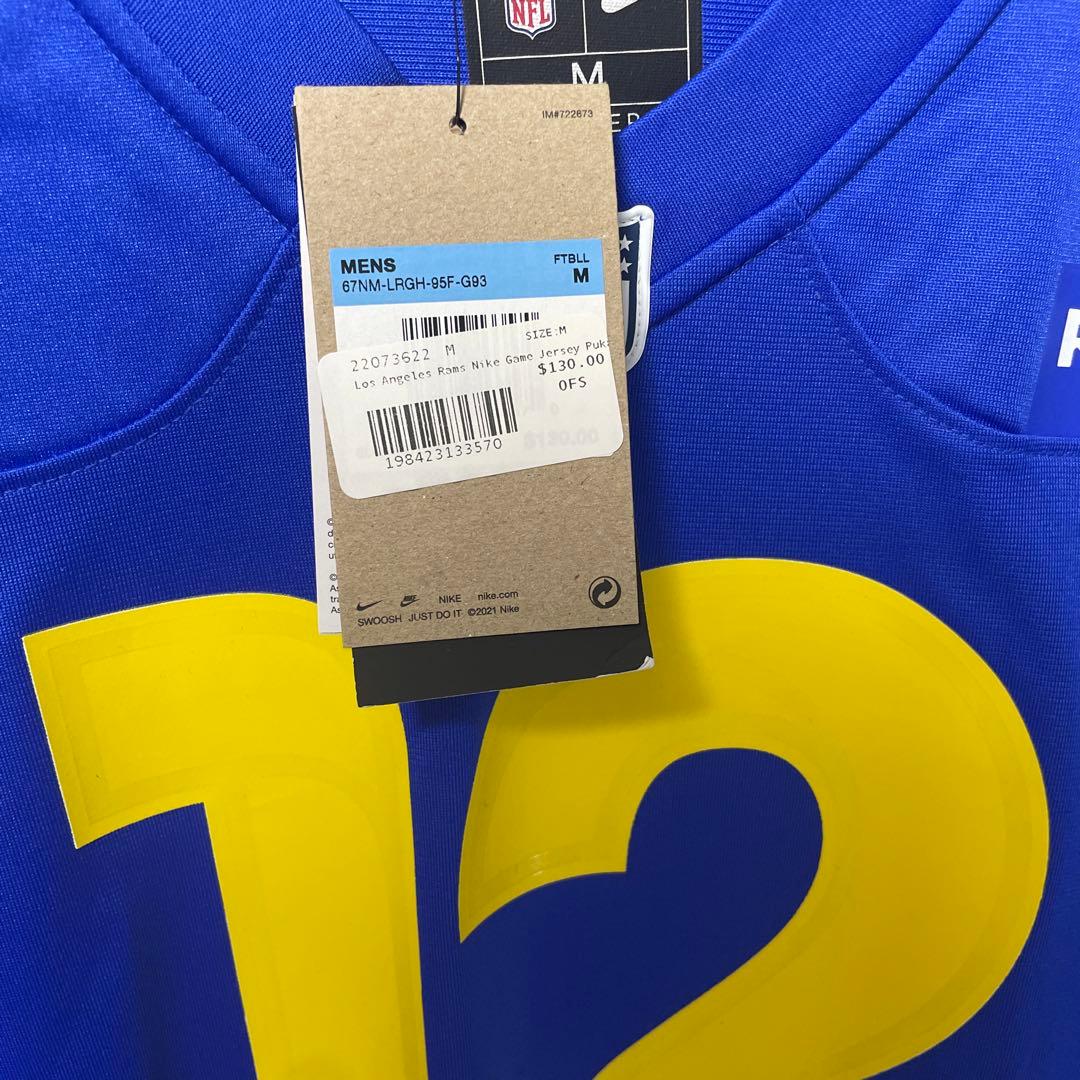 NFL
M
IM#722673
MENS
FTBLL
67NM-LRGH-95F-G93
M
SIZE:M
22073622 M
Los Angeles Rams Nike Game Jersey Puk
$130.00
OFS
198423133570
$130.00
NIKE nike.com
SWOOSH JUST DO IT ©2021 Nike
12